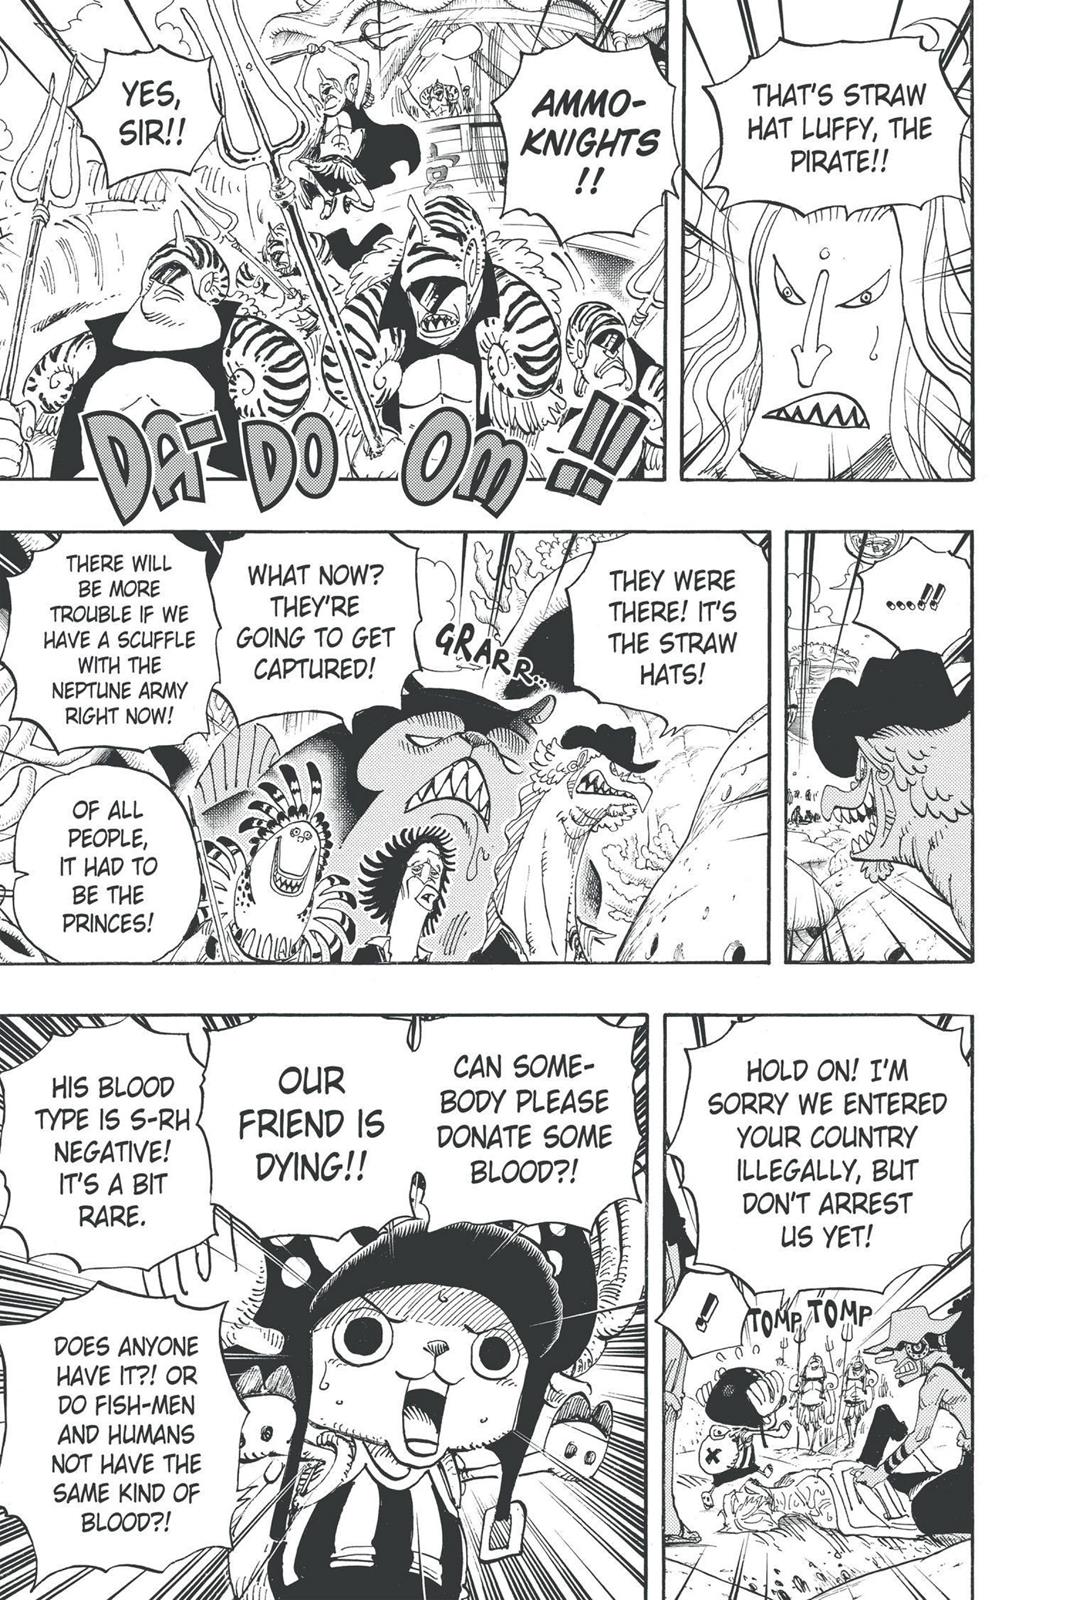 THAT'S STRAW
HAT LUFFY, THE
PIRATE!!
AMMO-
KNIGHTS
!!
YES,
SIR!!
DA-DO OM!!
....!!
THEY WERE
THERE! IT'S
THE STRAW
HATS!
GRARR...
WHAT NOW?
THEY'RE
GOING TO GET
CAPTURED!
THERE WILL
BE MORE
TROUBLE IF WE
HAVE A SCUFFLE
WITH THE
NEPTUNE ARMY
RIGHT NOW!
OF ALL
PEOPLE,
IT HAD TO
BE THE
PRINCES!
HOLD ON! I'M
SORRY WE ENTERED
YOUR COUNTRY
ILLEGALLY, BUT
DON'T ARREST
US YET!
!!
TOMP TOMP
CAN SOME-
BODY PLEASE
DONATE SOME
BLOOD?!
OUR
FRIEND IS
DYING!!
HIS BLOOD
TYPE IS S-RH
NEGATIVE!
IT'S A BIT
RARE.
DOES ANYONE
HAVE IT?! OR
DO FISH-MEN
AND HUMANS
NOT HAVE THE
SAME KIND OF
BLOOD?!